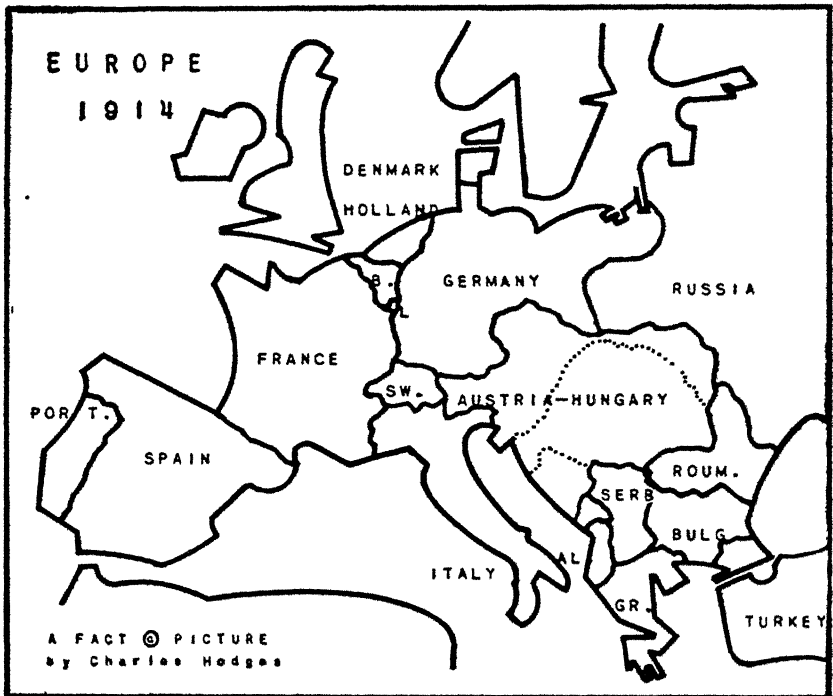 EUROPE
1914
DENMARK
HOLLAND
B.
GERMANY
L
RUSSIA
FRANCE
SW.
AUSTRIA-HUNGARY
PORT.
SPAIN
ROUM.
SERB
BULG
ITALY
AL
GR.
TURKEY
A FACT @ PICTURE
by Charles Hodges